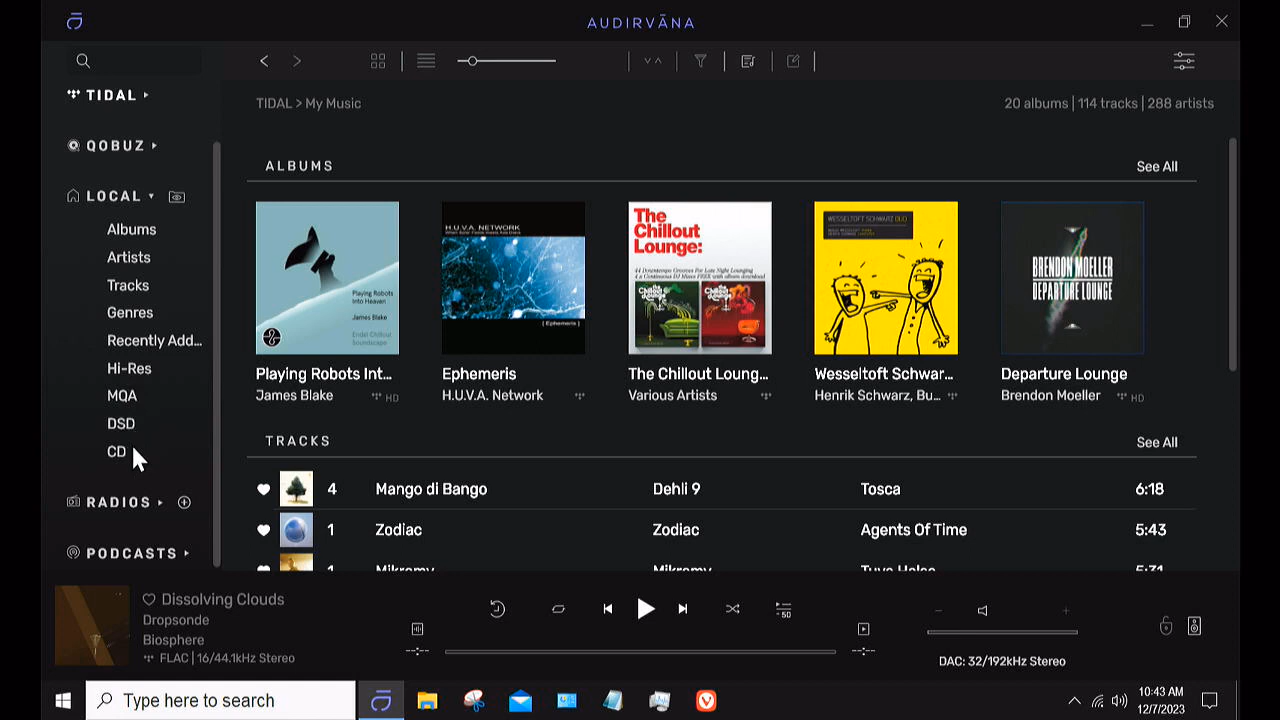 AUDIRVĀNA
TIDAL
TIDAL > My Music
20 albums | 114 tracks | 288 artists
QOBUZ
LOCAL
Albums
Artists
Tracks
Genres
Recently Add...
Hi-Res
MQA
DSD
CD
RADIOS
PODCASTS
ALBUMS
See All
Playing Robots
Into Heaven
James Blake
Endel Chillout
Soundscape
H.U.V.A. NETWORK
[ Ephemeris ]
The
Chillout
Lounge:
WESSELTOFT SCHWARZ DUO
BRENDON MOELLER
DEPARTURE LOUNGE
Playing Robots Int...
James Blake
HD
Ephemeris
H.U.V.A. Network
The Chillout Loung...
Various Artists
Wesseltoft Schwar...
Henrik Schwarz, Bu...
Departure Lounge
Brendon Moeller
HD
TRACKS
See All
4 Mango di Bango Dehli 9 Tosca 6:18
1 Zodiac Zodiac Agents Of Time 5:43
Dissolving Clouds
Dropsonde
Biosphere
FLAC | 16/44.1kHz Stereo
50
DAC: 32/192kHz Stereo
Type here to search
10:43 AM
12/7/2023